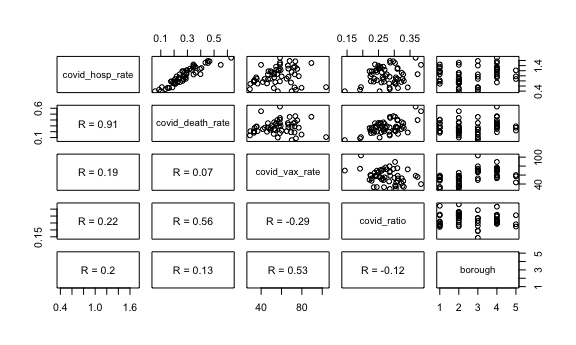 0.1 0.3 0.5 0.15 0.25 0.35
covid_hosp_rate
0.4 1.0 1.4
0.1 0.6
R = 0.91 covid_death_rate
R = 0.19 R = 0.07 covid_vax_rate
40 100
0.15
R = 0.22 R = 0.56 R = -0.29 covid_ratio
R = 0.2 R = 0.13 R = 0.53 R = -0.12 borough
1 3 5
0.4 1.0 1.6 40 80 1 2 3 4 5